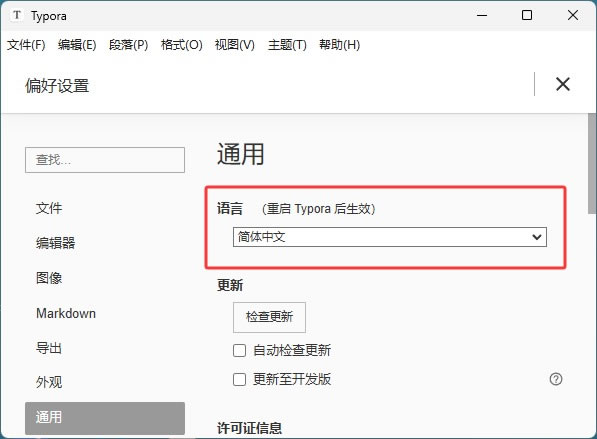 T Typora
文件(F) 编辑(E) 段落(P) 格式(O) 视图(V) 主题(T) 帮助(H)
偏好设置
查找...
文件
编辑器
图像
Markdown
导出
外观
通用
通用
语言 (重启 Typora 后生效)
简体中文
更新
检查更新
自动检查更新
更新至开发版
许可证信息